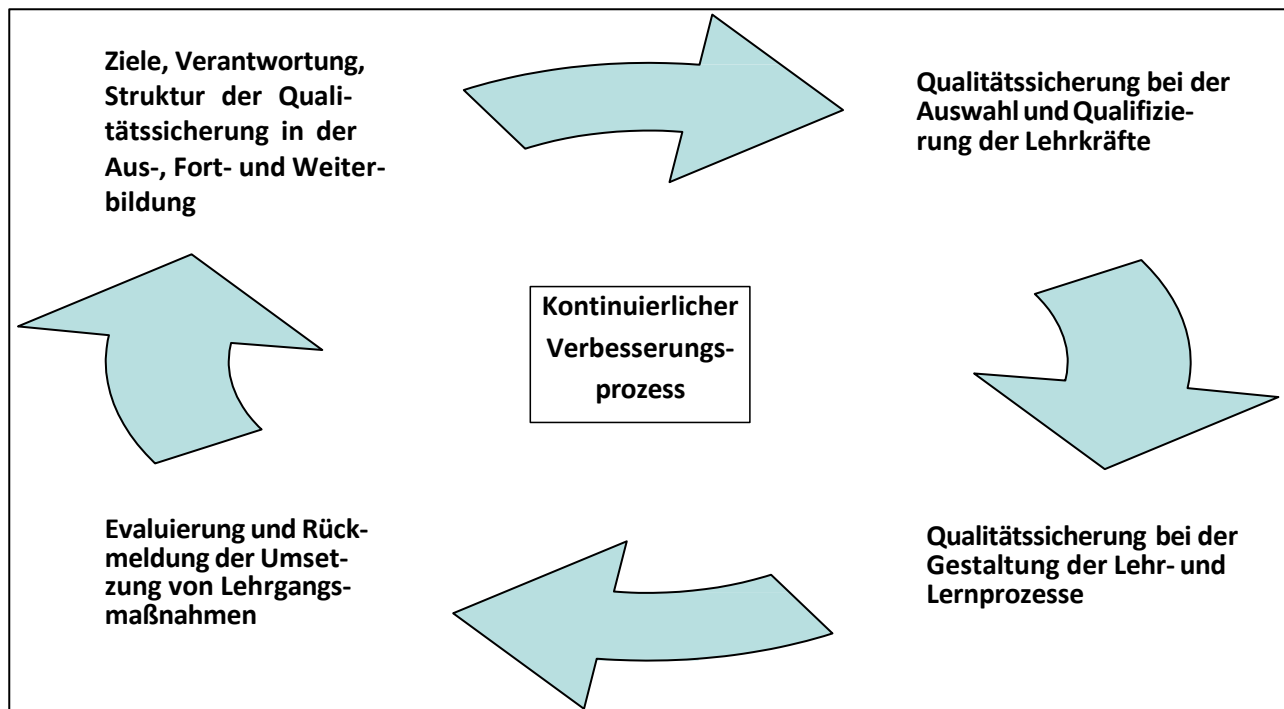 Ziele, Verantwortung,
Struktur der Quali-
tätssicherung in der
Aus-, Fort- und Weiter-
bildung
Qualitätssicherung bei der
Auswahl und Qualifizie-
rung der Lehrkräfte
Kontinuierlicher
Verbesserungs-
prozess
Evaluierung und Rück-
meldung der Umset-
zung von Lehrgangs-
maßnahmen
Qualitätssicherung bei der
Gestaltung der Lehr- und
Lernprozesse